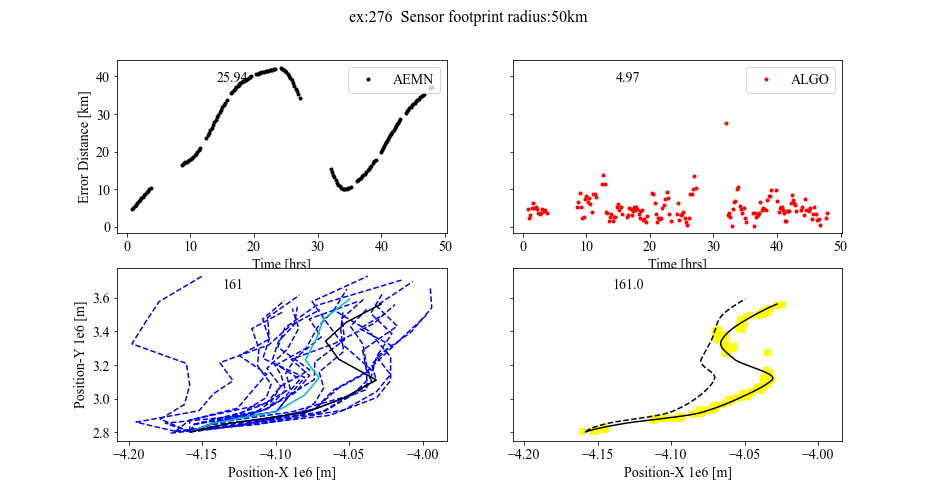 ex:276 Sensor footprint radius:50km
25.94
AEMN
4.97
ALGO
Error Distance [km]
40
30
20
10
0
0 10 20 30 40 50
0 10 20 30 40 50
Time [hrs]
Time [hrs]
161
161.0
Position-Y 1e6 [m]
3.6
3.4
3.2
3.0
2.8
−4.20 −4.15 −4.10 −4.05 −4.00
−4.20 −4.15 −4.10 −4.05 −4.00
Position-X 1e6 [m]
Position-X 1e6 [m]